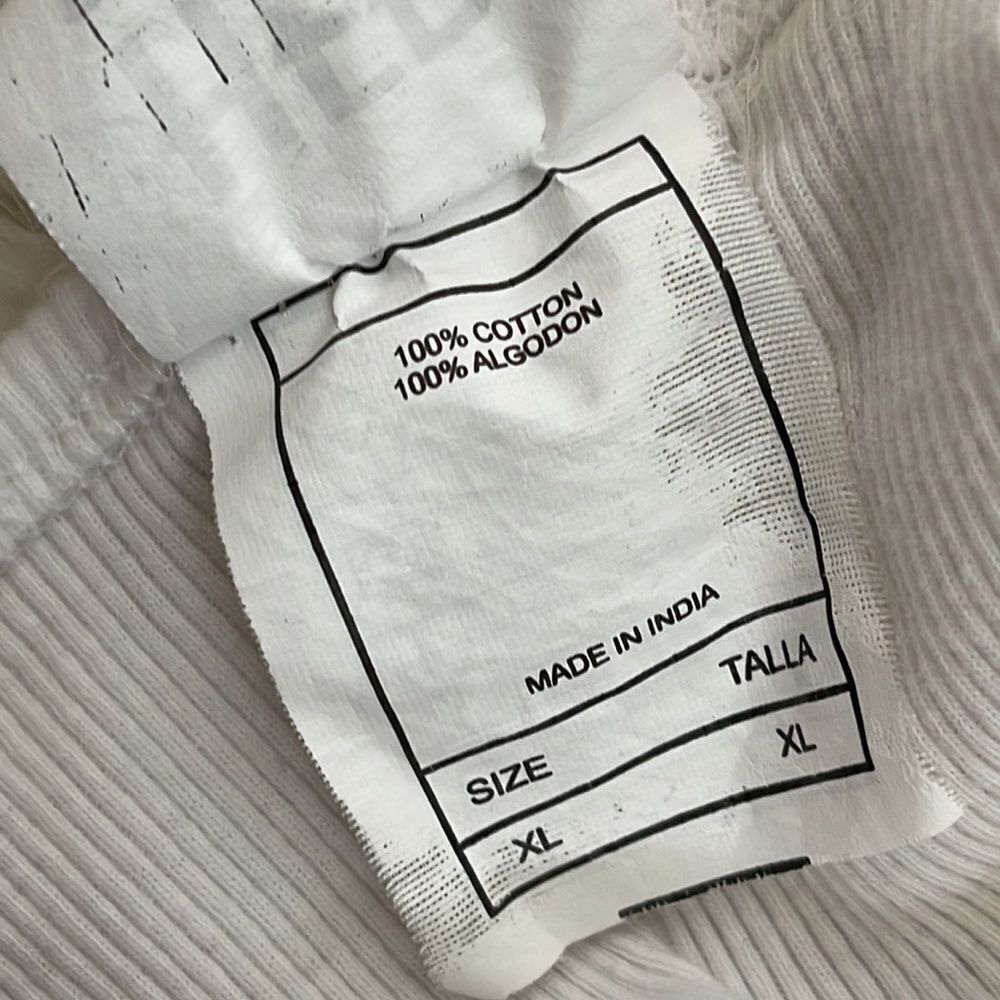 100% COTTON
100% ALGODON
MADE IN INDIA
SIZE TALLA
XL XL